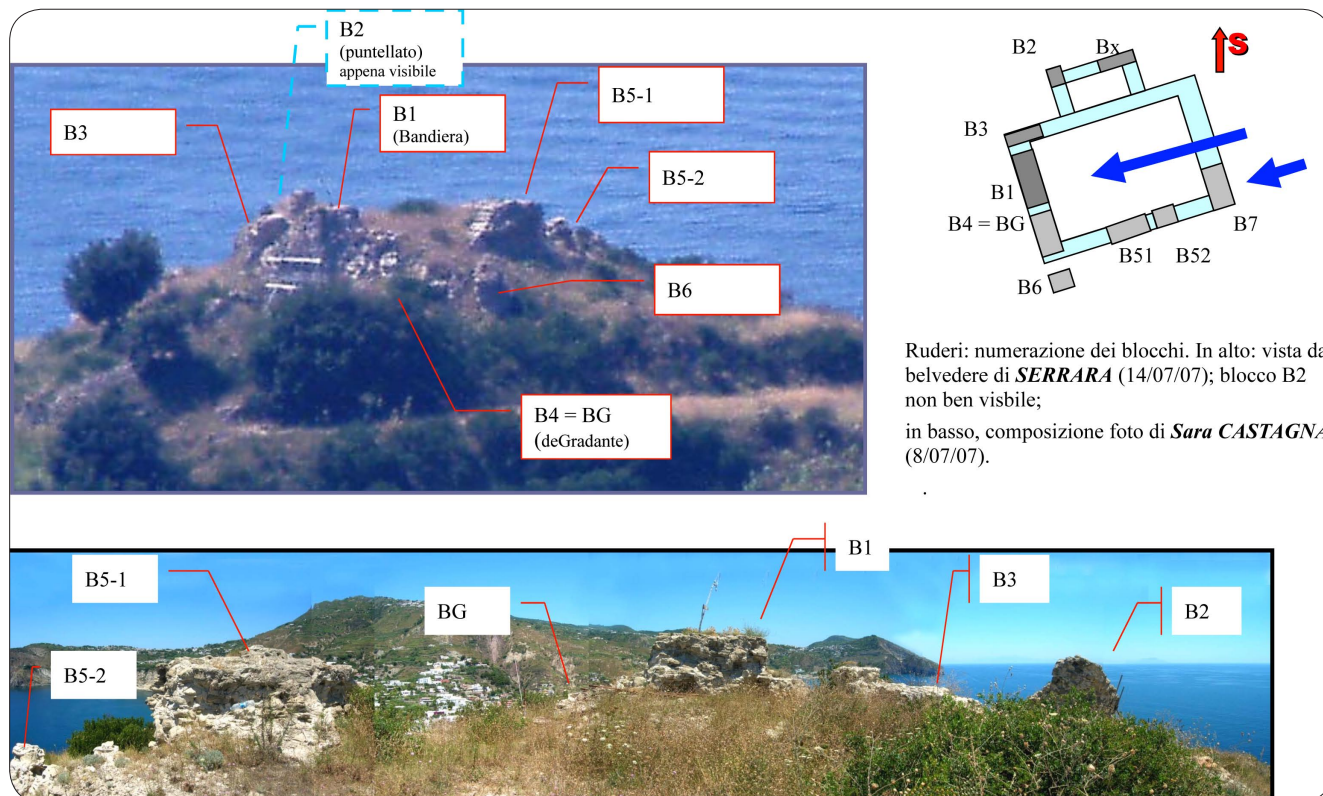 B2
(puntellato)
appena visibile
B3
B1
(Bandiera)
B5-1
B5-2
B6
B4 = BG
(deGradante)
B2
Bx
S
B3
B1
B4 = BG
B7
B51
B52
B6
Ruderi: numerazione dei blocchi. In alto: vista da
belvedere di SERRARA (14/07/07); blocco B2
non ben visbile;
in basso, composizione foto di Sara CASTAGNA
(8/07/07).
.
B5-1
B5-2
BG
B1
B3
B2